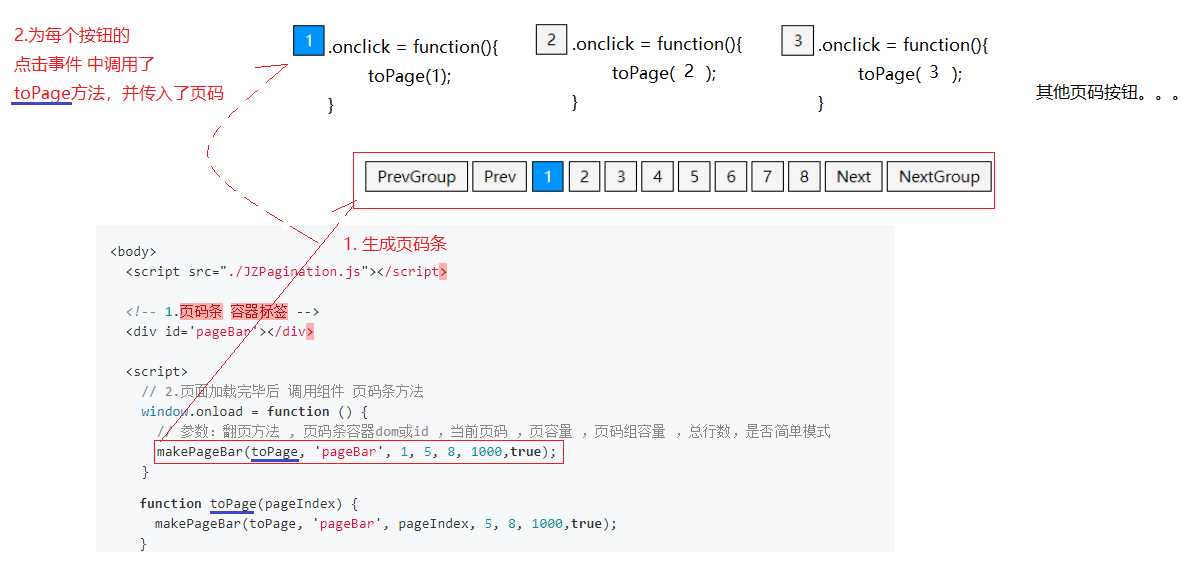 2.为每个按钮的
点击事件 中调用了
toPage方法，并传入了页码
1 .onclick = function(){
toPage(1);
}
2 .onclick = function(){
toPage( 2 );
}
3 .onclick = function(){
toPage( 3 );
}
其他页码按钮。。。
PrevGroup Prev 1 2 3 4 5 6 7 8 Next NextGroup
1. 生成页码条
<body>
<script src="./JZPagination.js"></script>
<!-- 1.页码条 容器标签 -->
<div id='pageBar'></div>
<script>
// 2.页面加载完毕后 调用组件 页码条方法
window.onload = function () {
// 参数: 翻页方法 , 页码条容器dom或id ，当前页码 ，页容量 ，页码组容量 ，总行数，是否简单模式
makePageBar(toPage, 'pageBar', 1, 5, 8, 1000,true);
}
function toPage(pageIndex) {
makePageBar(toPage, 'pageBar', pageIndex, 5, 8, 1000,true);
}